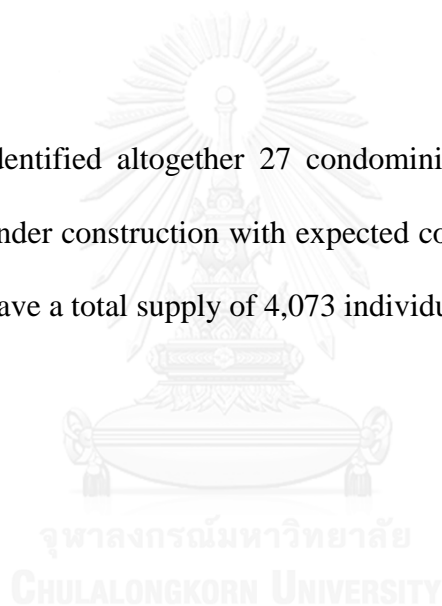 dentified altogether 27 condomini
nder construction with expected co
ave a total supply of 4,073 individu
จุฬาลงกรณ์มหาวิทยาลัย
CHULALONGKORN UNIVERSITY